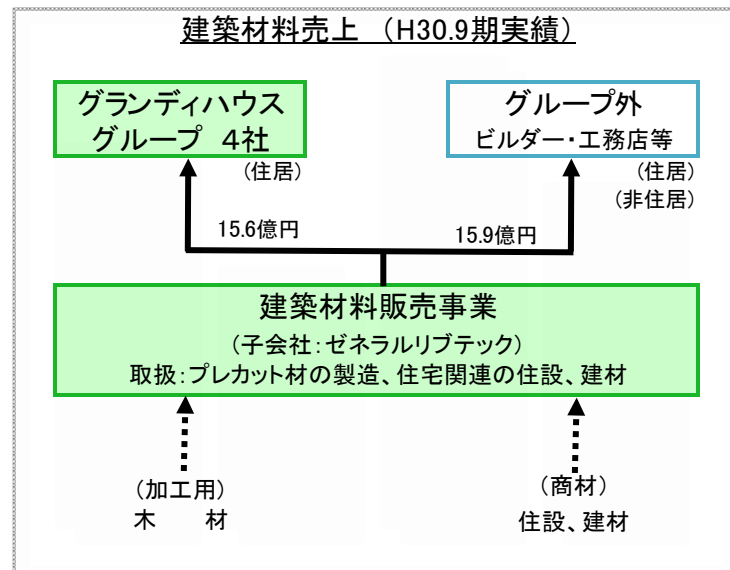 建築材料売上 （H30.9期実績）
グランディハウス
グループ 4社
グループ外
ビルダー・工務店等
（住居）
（住居）
（非住居）
15.6億円
15.9億円
建築材料販売事業
（子会社：ゼネラルリブテック）
取扱：プレカット材の製造、住宅関連の住設、建材
（加工用）
木 材
（商材）
住設、建材